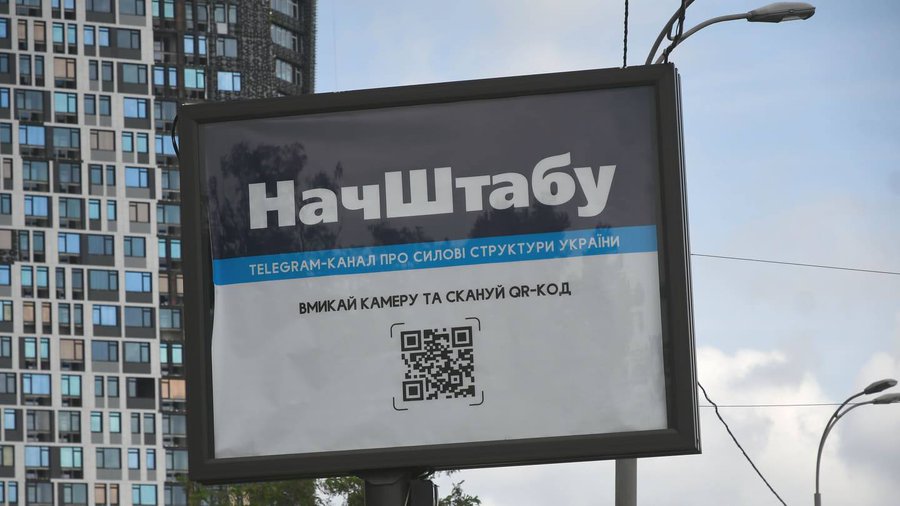 НачШтабу
TELEGRAM-КАНАЛ ПРО СИЛОВІ СТРУКТУРИ УКРАЇНИ
ВМИКАЙ КАМЕРУ ТА СКАНУЙ QR-КОД